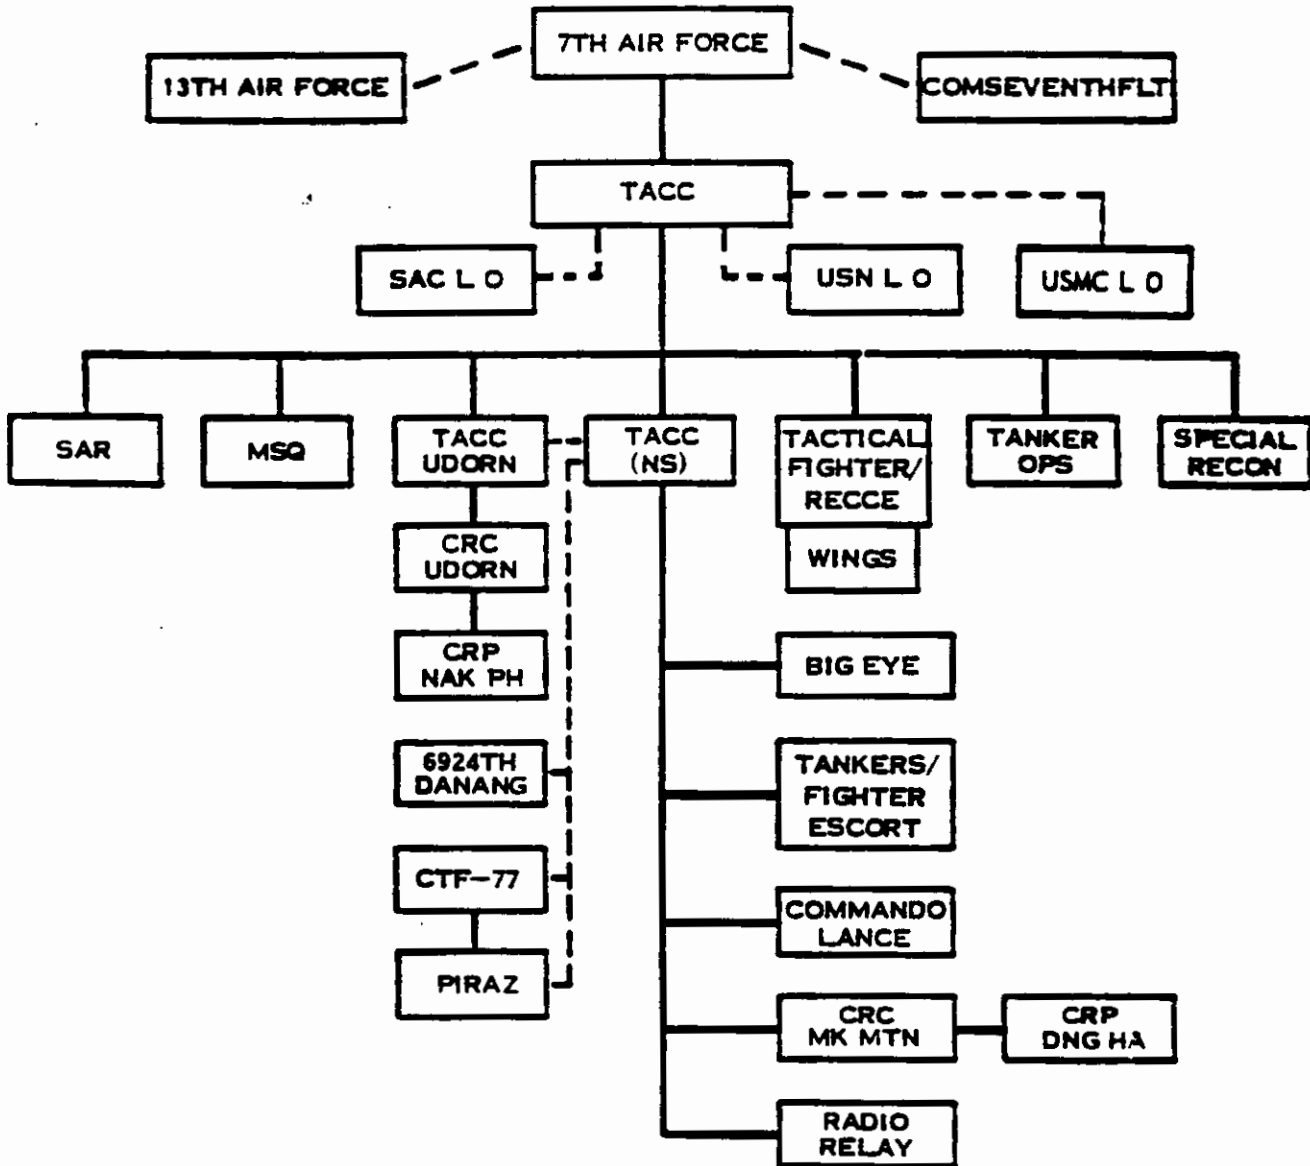 7TH AIR FORCE
13TH AIR FORCE
COMSEVENTHFLT
TACC
SAC L O
USN L O
USMC L O
SAR
MSQ
TACC
UDORN
TACC
(NS)
TACTICAL
FIGHTER/
RECCE
WINGS
TANKER
OPS
SPECIAL
RECON
CRC
UDORN
CRP
NAK PH
BIG EYE
6924TH
DANANG
TANKERS/
FIGHTER
ESCORT
CTF-77
COMMANDO
LANCE
PIRAZ
CRC
MK MTN
CRP
DNG HA
RADIO
RELAY